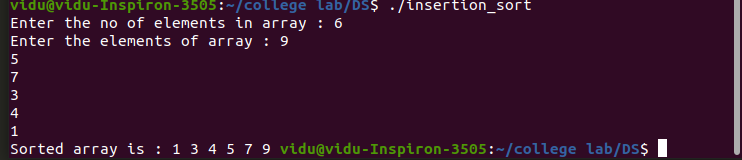 vidu@vidu-Inspiron-3505:~/college lab/DS$ ./insertion_sort
Enter the no of elements in array : 6
Enter the elements of array : 9
5
7
3
4
1
Sorted array is : 1 3 4 5 7 9 vidu@vidu-Inspiron-3505:~/college lab/DS$